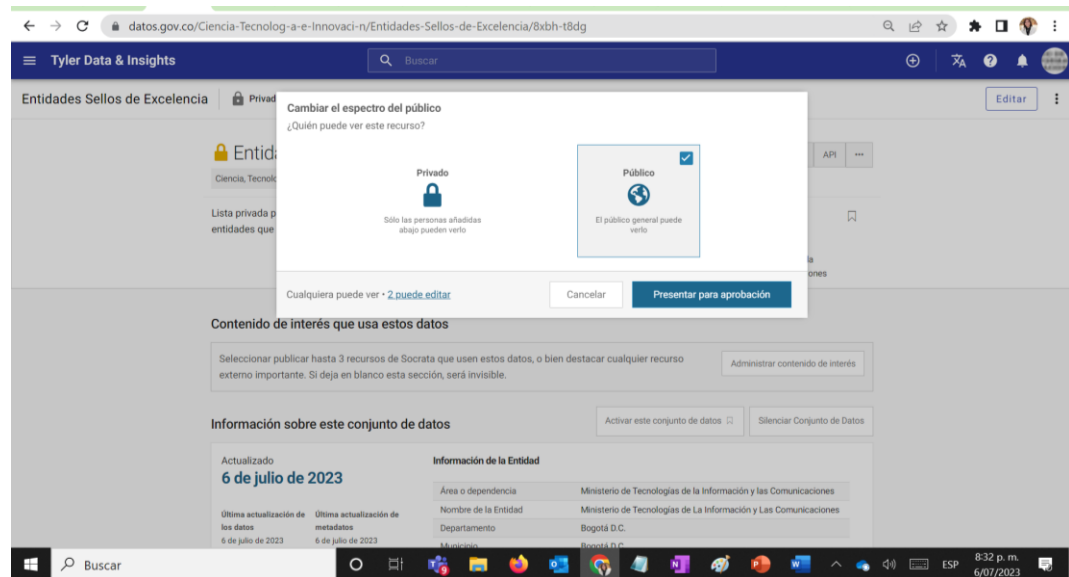 datos.gov.co/Ciencia-Tecnolog-a-e-Innovaci-n/Entidades-Sellos-de-Excelencia/8xbh-t8dg
Tyler Data & Insights
Buscar
Entidades Sellos de Excelencia
Privad
Editar
Cambiar el espectro del público
¿Quién puede ver este recurso?
Entida
API
Ciencia, Tecnolo
Privado
Público
Sólo las personas añadidas
abajo pueden verlo
El público general puede
verlo
Lista privada p
entidades que
la
ones
Cualquiera puede ver • 2 puede editar
Cancelar
Presentar para aprobación
Contenido de interés que usa estos datos
Seleccionar publicar hasta 3 recursos de Socrata que usen estos datos, o bien destacar cualquier recurso
externo importante. Si deja en blanco esta sección, será invisible.
Administrar contenido de interés
Información sobre este conjunto de datos
Activar este conjunto de datos
Silenciar Conjunto de Datos
Actualizado
6 de julio de 2023
Última actualización de
los datos
6 de julio de 2023
Última actualización de
metadatos
6 de julio de 2023
Información de la Entidad
Área o dependencia Ministerio de Tecnologías de la Información y las Comunicaciones
Nombre de la Entidad Ministerio de Tecnologías de La Información y Las Comunicaciones
Departamento Bogotá D.C.
Municipio Bogotá D.C.
Buscar
ESP
8:32 p. m.
6/07/2023